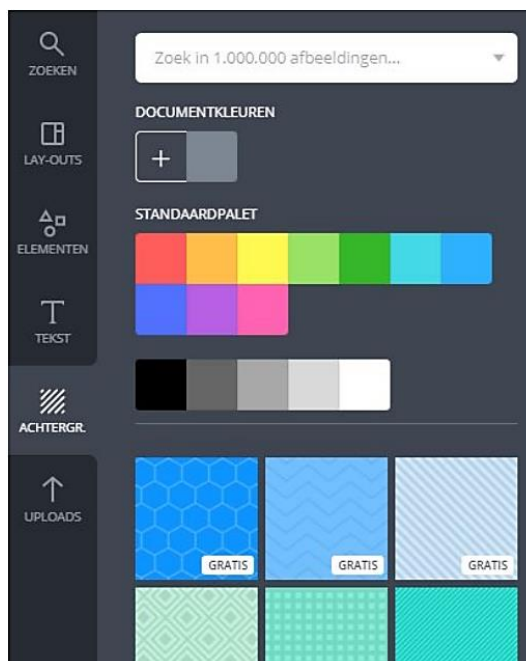 ZOEKEN
LAY-OUTS
ELEMENTEN
TEKST
ACHTERGR.
UPLOADS
Zoek in 1.000.000 afbeeldingen...
DOCUMENTKLEUREN
STANDAARDPALET
GRATIS
GRATIS
GRATIS